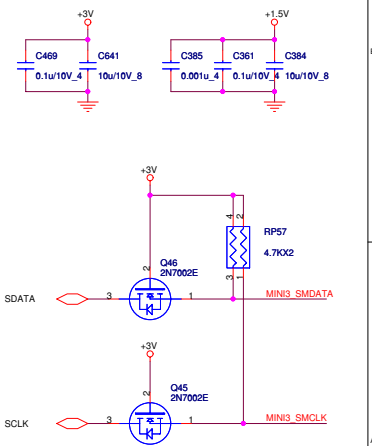 +3V
+1.5V
C469
C641
C385
C361
C384
0.1u/10V_4
10u/10V_8
0.001u_4
0.1u/10V_4
10u/10V_8
+3V
4
2
RP57
4.7KX2
Q46
2N7002E
2
3
1
SDATA
3
1
MINI3_SMDATA
+3V
Q45
2N7002E
2
SCLK
3
1
MINI3_SMCLK